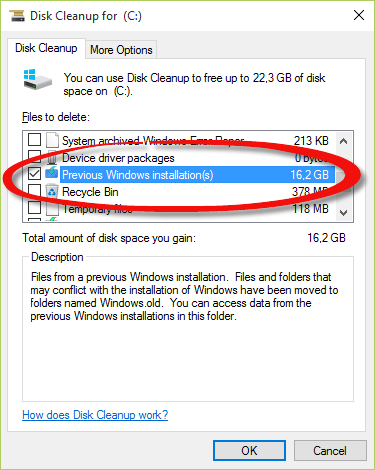 Disk Cleanup for (C:)
Disk Cleanup
More Options
You can use Disk Cleanup to free up to 22,3 GB of disk
space on (C:).
Files to delete:
System archived Windows Error Repor... 213 KB
Device driver packages 0 bytes
Previous Windows installation(s) 16,2 GB
Recycle Bin 378 MB
Temporary files 118 MB
Total amount of disk space you gain: 16,2 GB
Description
Files from a previous Windows installation. Files and folders that
may conflict with the installation of Windows have been moved to
folders named Windows.old. You can access data from the
previous Windows installations in this folder.
How does Disk Cleanup work?
OK
Cancel